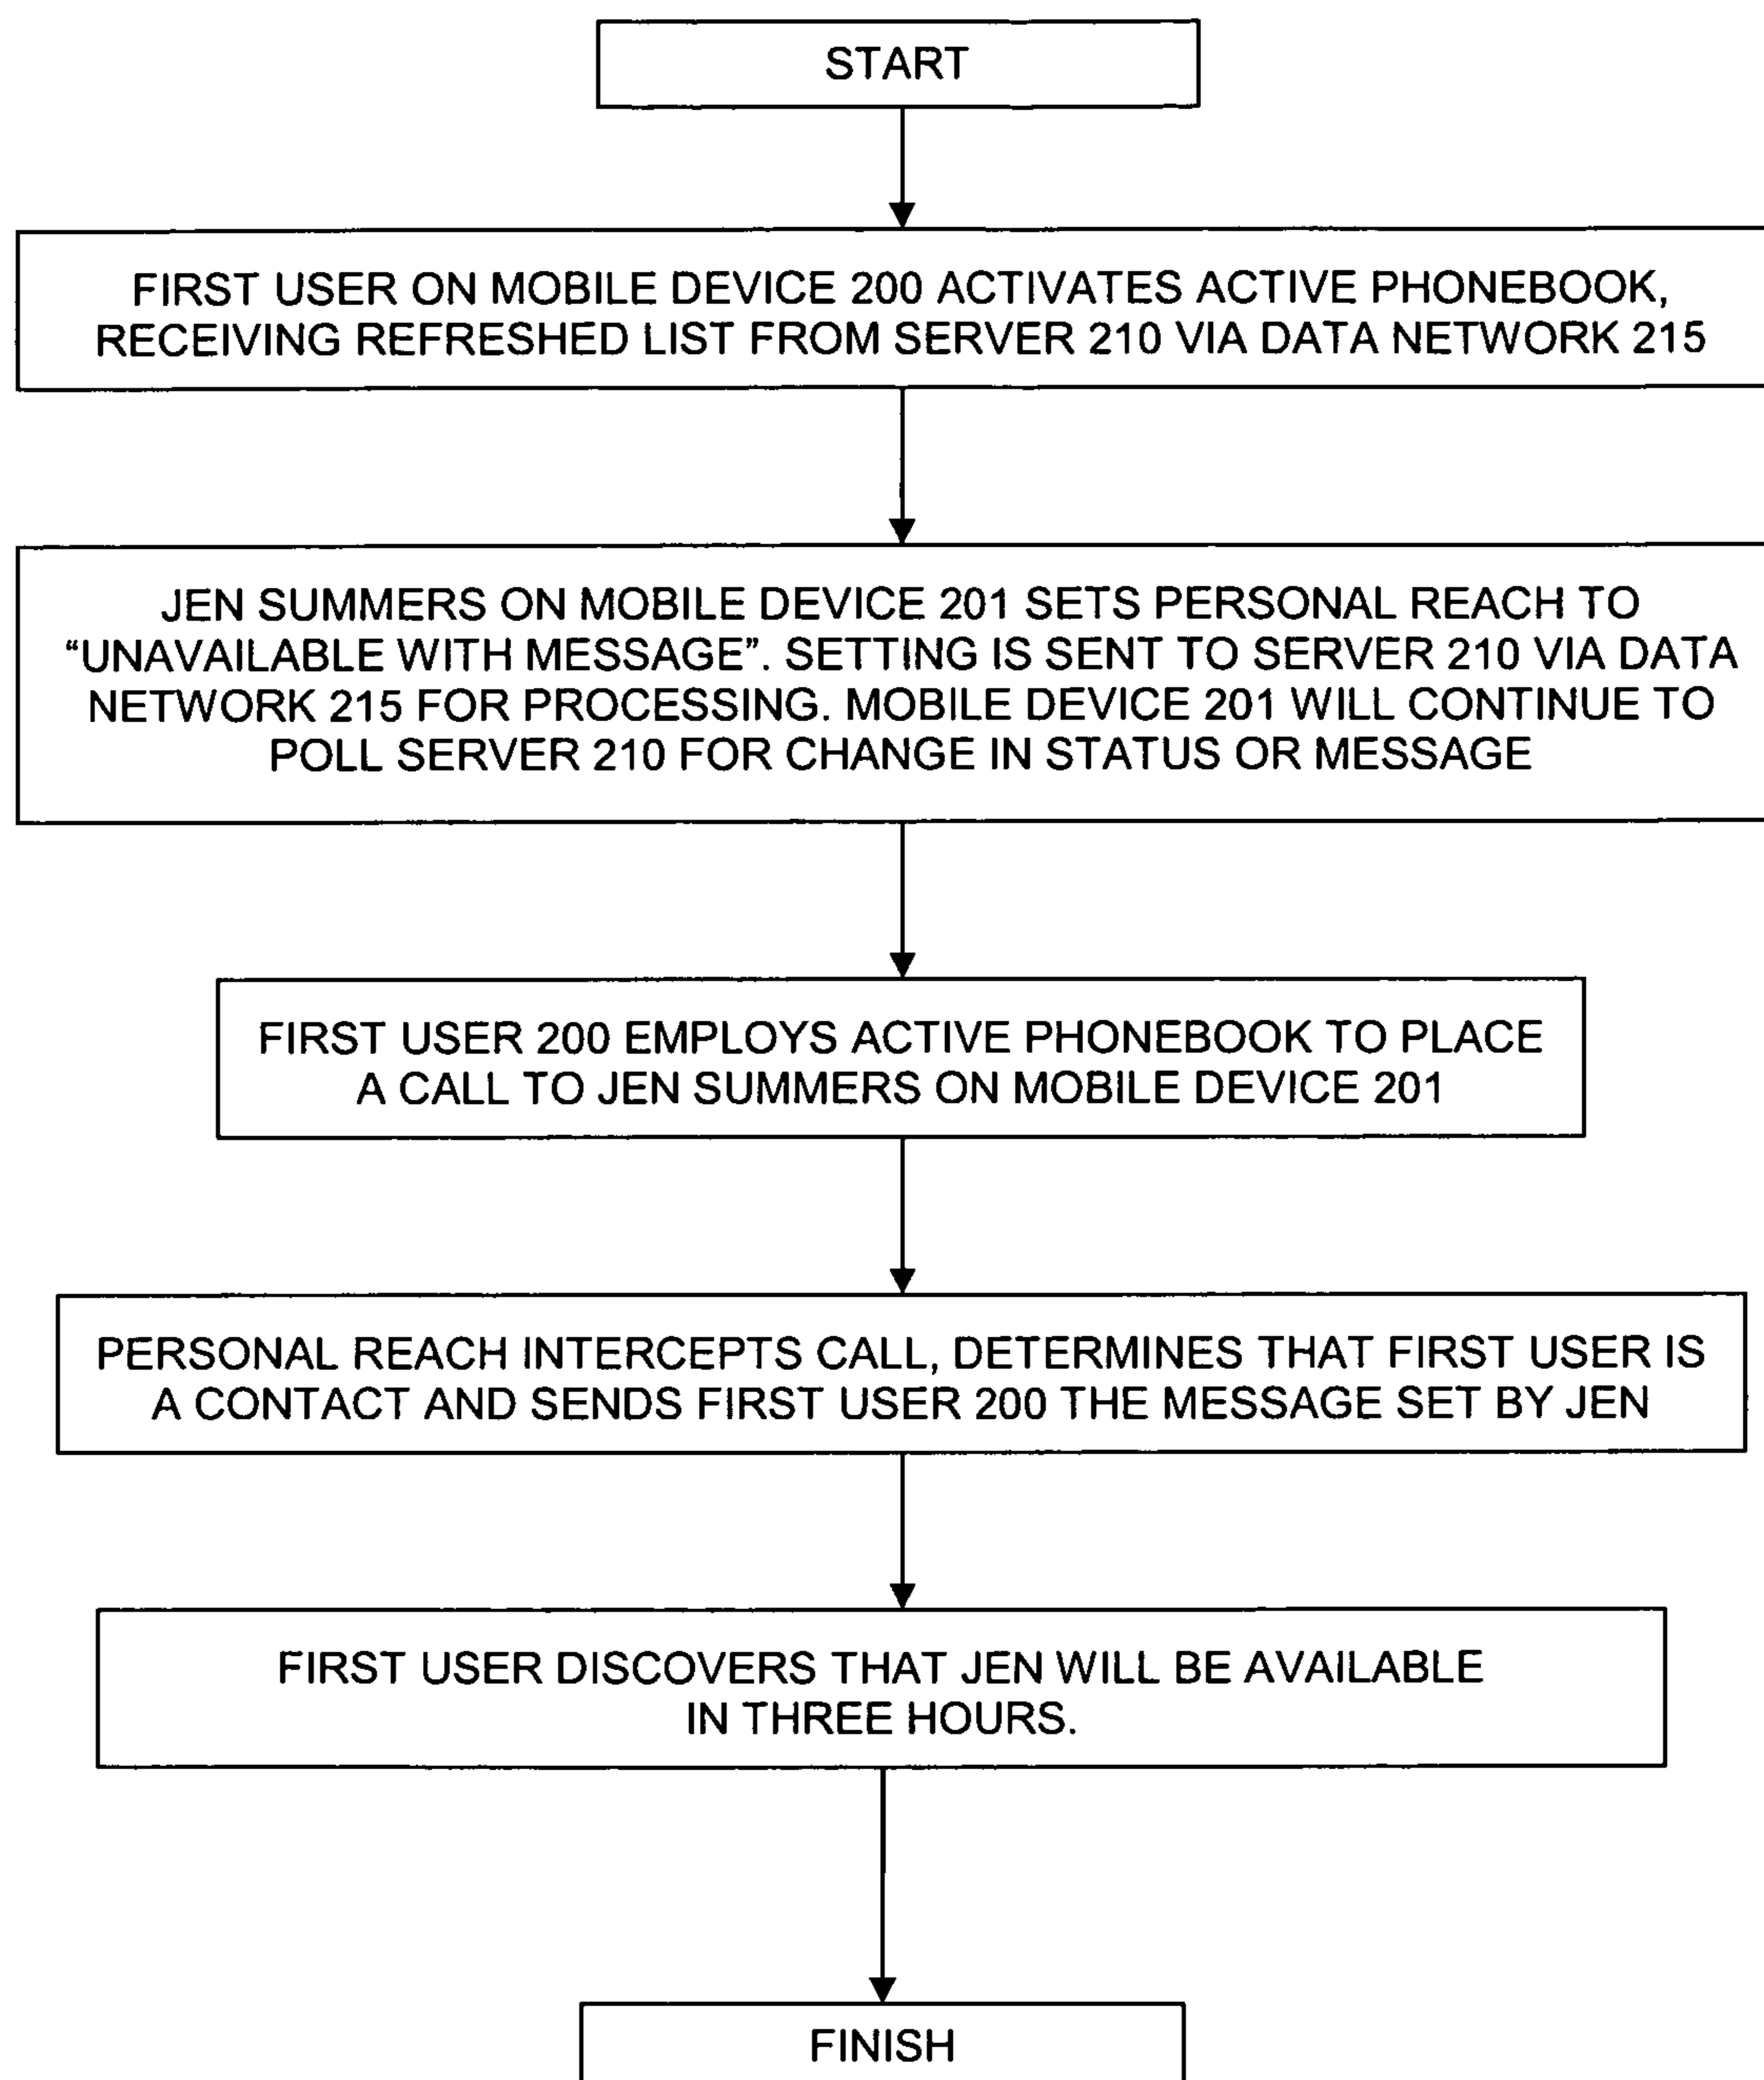 START
FIRST USER ON MOBILE DEVICE 200 ACTIVATES ACTIVE PHONEBOOK,
RECEIVING REFRESHED LIST FROM SERVER 210 VIA DATA NETWORK 215
JEN SUMMERS ON MOBILE DEVICE 201 SETS PERSONAL REACH TO
“UNAVAILABLE WITH MESSAGE”. SETTING IS SENT TO SERVER 210 VIA DATA
NETWORK 215 FOR PROCESSING. MOBILE DEVICE 201 WILL CONTINUE TO
POLL SERVER 210 FOR CHANGE IN STATUS OR MESSAGE
FIRST USER 200 EMPLOYS ACTIVE PHONEBOOK TO PLACE
A CALL TO JEN SUMMERS ON MOBILE DEVICE 201
PERSONAL REACH INTERCEPTS CALL, DETERMINES THAT FIRST USER IS
A CONTACT AND SENDS FIRST USER 200 THE MESSAGE SET BY JEN
FIRST USER DISCOVERS THAT JEN WILL BE AVAILABLE
IN THREE HOURS.
FINISH